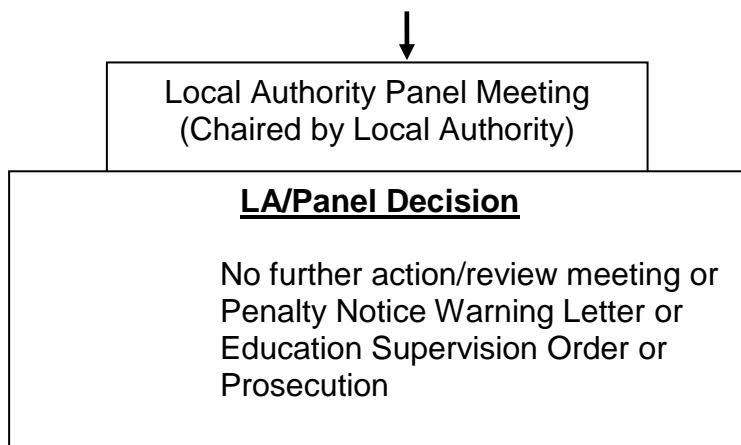 Local Authority Panel Meeting
(Chaired by Local Authority)
LA/Panel Decision
No further action/review meeting or
Penalty Notice Warning Letter or
Education Supervision Order or
Prosecution